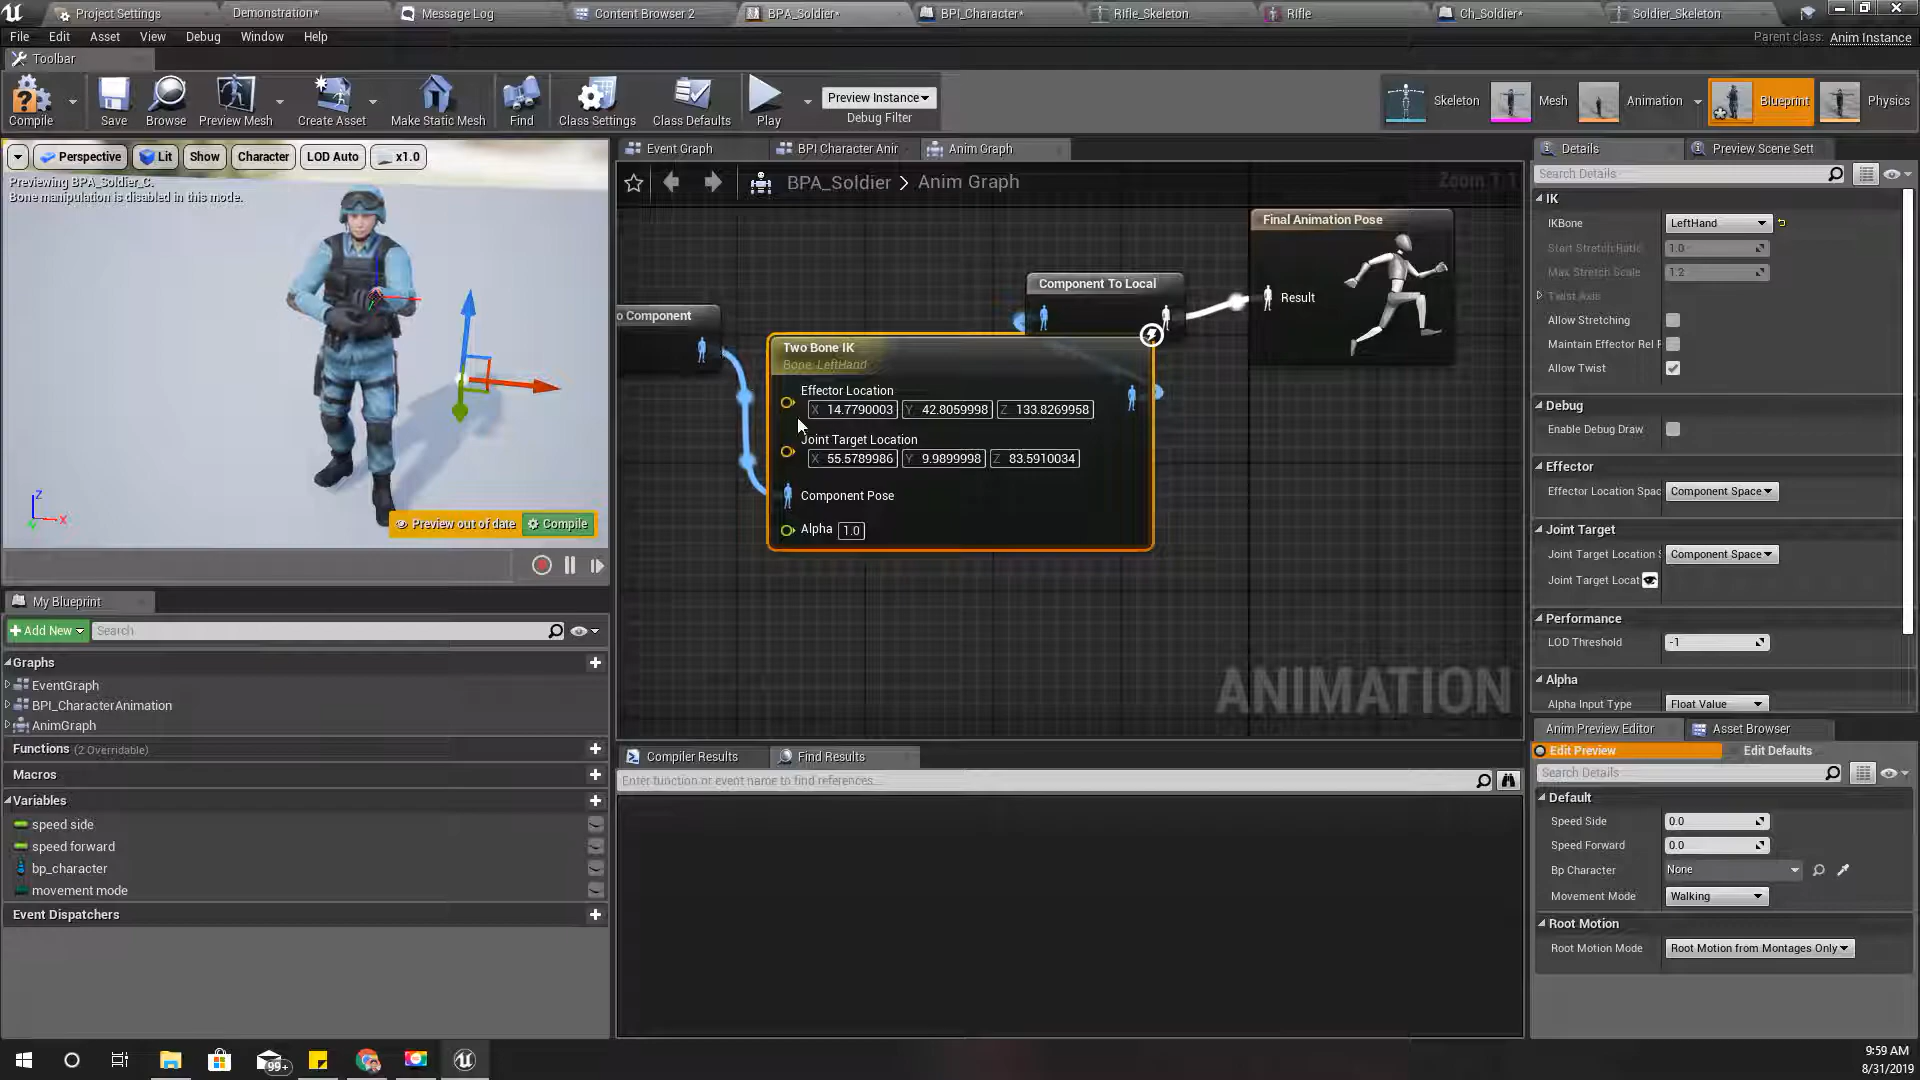 Project Settings
Demonstration*
Message Log
Content Browser 2
BPA_Soldier*
BPI_Character*
Rifle_Skeleton
Rifle
Ch_Soldier*
Soldier_Skeleton
File Edit Asset View Debug Window Help
Parent class: Anim Instance
Toolbar
Compile
Save
Browse
Preview Mesh
Create Asset
Make Static Mesh
Find
Class Settings
Class Defaults
Play
Preview Instance
Debug Filter
Skeleton
Mesh
Animation
Blueprint
Physics
Perspective
Lit
Show
Character
LOD Auto
x1.0
Previewing BPA_Soldier_C.
Bone manipulation is disabled in this mode.
Z
X
Preview out of date
Compile
Event Graph
BPI Character Anir
Anim Graph
BPA_Soldier > Anim Graph
Zoom 1:1
o Component
Component To Local
Final Animation Pose
Result
Two Bone IK
Bone: LeftHand
Effector Location
X 14.7790003 Y 42.8059998 Z 133.8269958
Joint Target Location
X 55.5789986 Y 9.9899998 Z 83.5910034
Component Pose
Alpha 1.0
ANIMATION
Details
Preview Scene Sett
Search Details
IK
IKBone LeftHand
Start Stretch Ratio 1.0
Max Stretch Scale 1.2
Twist Axis
Allow Stretching
Maintain Effector Rel F
Allow Twist
Debug
Enable Debug Draw
Effector
Effector Location Spac Component Space
Joint Target
Joint Target Location S Component Space
Joint Target Locat
Performance
LOD Threshold -1
Alpha
Alpha Input Type Float Value
My Blueprint
Add New
Search
Graphs
EventGraph
BPI_CharacterAnimation
AnimGraph
Functions (2 Overridable)
Macros
Variables
speed side
speed forward
bp_character
movement mode
Event Dispatchers
Compiler Results
Find Results
Enter function or event name to find references...
Anim Preview Editor
Asset Browser
Edit Preview
Edit Defaults
Search Details
Default
Speed Side 0.0
Speed Forward 0.0
Bp Character None
Movement Mode Walking
Root Motion
Root Motion Mode Root Motion from Montages Only
99+
9:59 AM
8/31/2019